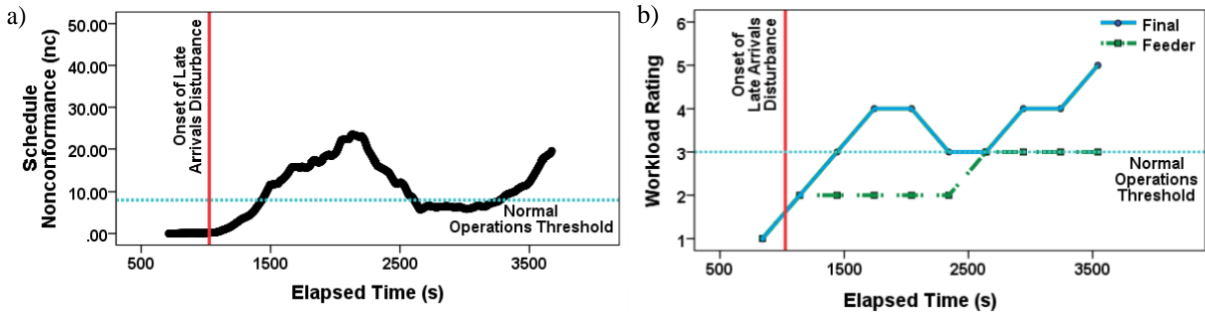 a)
50.00
40.00
30.00
20.00
10.00
.00
Schedule
Nonconformance (nc)
Onset of Late
Arrivals Disturbance
Normal
Operations Threshold
500
1500
2500
3500
Elapsed Time (s)
b)
6
5
4
3
2
1
Workload Rating
Onset of
Late Arrivals
Disturbance
Final
Feeder
Normal
Operations
Threshold
500
1500
2500
3500
Elapsed Time (s)